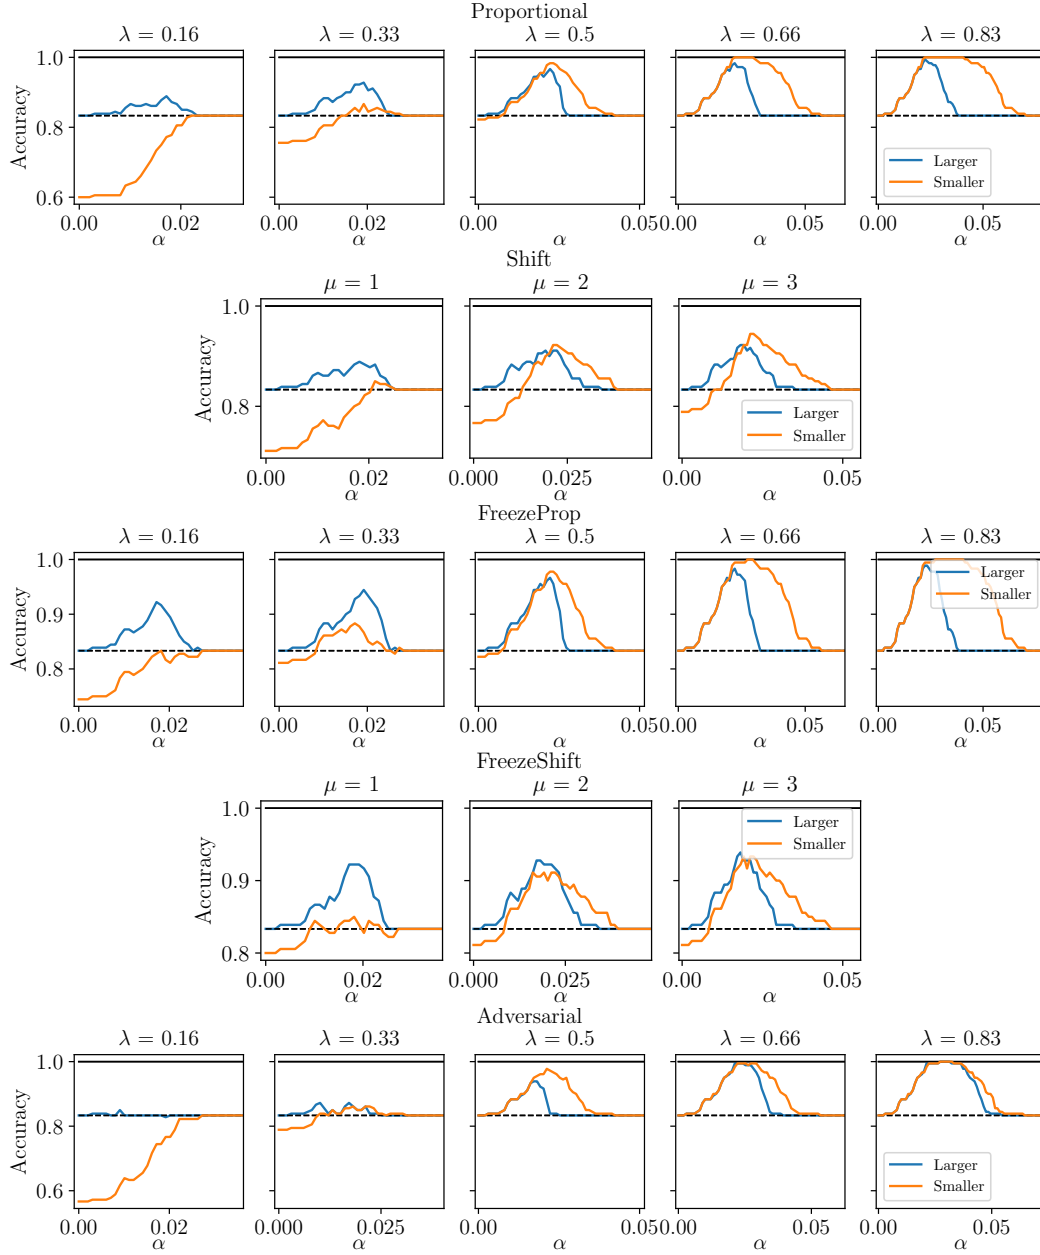 Proportional
λ = 0.16 λ = 0.33 λ = 0.5 λ = 0.66 λ = 0.83
1.0
0.8
0.6
Accuracy
Larger
Smaller
0.00 0.02 0.00 0.02 0.00 0.05 0.00 0.05 0.00 0.05
α α α α α
Shift
μ = 1 μ = 2 μ = 3
1.0
0.8
Accuracy
Larger
Smaller
0.00 0.02 0.000 0.025 0.00 0.05
α α α
FreezeProp
λ = 0.16 λ = 0.33 λ = 0.5 λ = 0.66 λ = 0.83
1.0
0.9
0.8
Accuracy
Larger
Smaller
0.00 0.02 0.00 0.02 0.00 0.05 0.00 0.05 0.00 0.05
α α α α α
FreezeShift
μ = 1 μ = 2 μ = 3
1.0
0.9
0.8
Accuracy
Larger
Smaller
0.00 0.02 0.000 0.025 0.00 0.05
α α α
Adversarial
λ = 0.16 λ = 0.33 λ = 0.5 λ = 0.66 λ = 0.83
1.0
0.8
0.6
Accuracy
Larger
Smaller
0.00 0.02 0.000 0.025 0.00 0.05 0.00 0.05 0.00 0.05
α α α α α